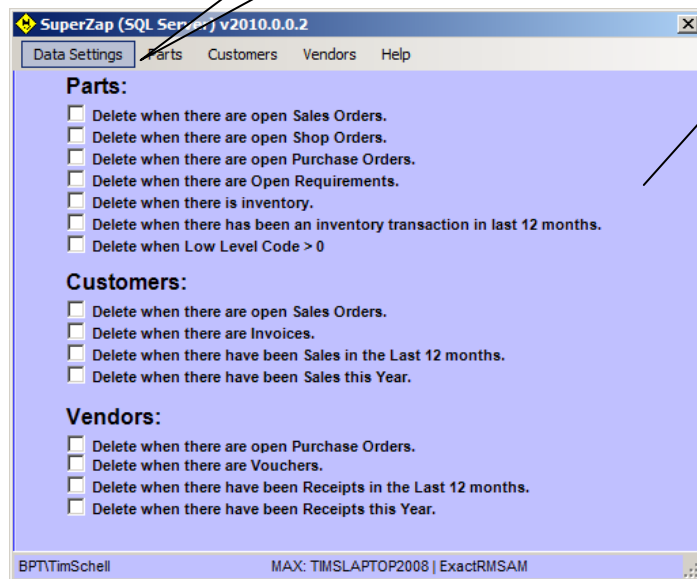 SuperZap (SQL Server) v2010.0.0.2
Data Settings Parts Customers Vendors Help
Parts:
Delete when there are open Sales Orders.
Delete when there are open Shop Orders.
Delete when there are open Purchase Orders.
Delete when there are Open Requirements.
Delete when there is inventory.
Delete when there has been an inventory transaction in last 12 months.
Delete when Low Level Code > 0
Customers:
Delete when there are open Sales Orders.
Delete when there are Invoices.
Delete when there have been Sales in the Last 12 months.
Delete when there have been Sales this Year.
Vendors:
Delete when there are open Purchase Orders.
Delete when there are Vouchers.
Delete when there have been Receipts in the Last 12 months.
Delete when there have been Receipts this Year.
BPT\TimSchell MAX: TIMSLAPTOP2008 | ExactRMSAM